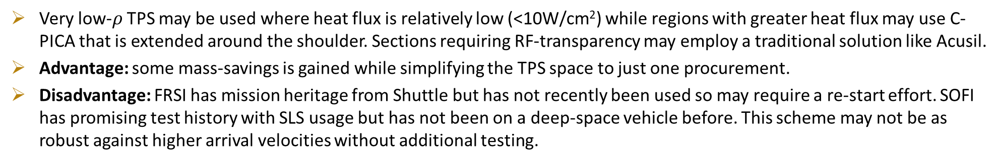 ➢ Very low-𝜌 TPS may be used where heat flux is relatively low (<10W/cm²) while regions with greater heat flux may use C-
PICA that is extended around the shoulder. Sections requiring RF-transparency may employ a traditional solution like Acusil.
➢ Advantage: some mass-savings is gained while simplifying the TPS space to just one procurement.
➢ Disadvantage: FRSI has mission heritage from Shuttle but has not recently been used so may require a re-start effort. SOFI
has promising test history with SLS usage but has not been on a deep-space vehicle before. This scheme may not be as
robust against higher arrival velocities without additional testing.